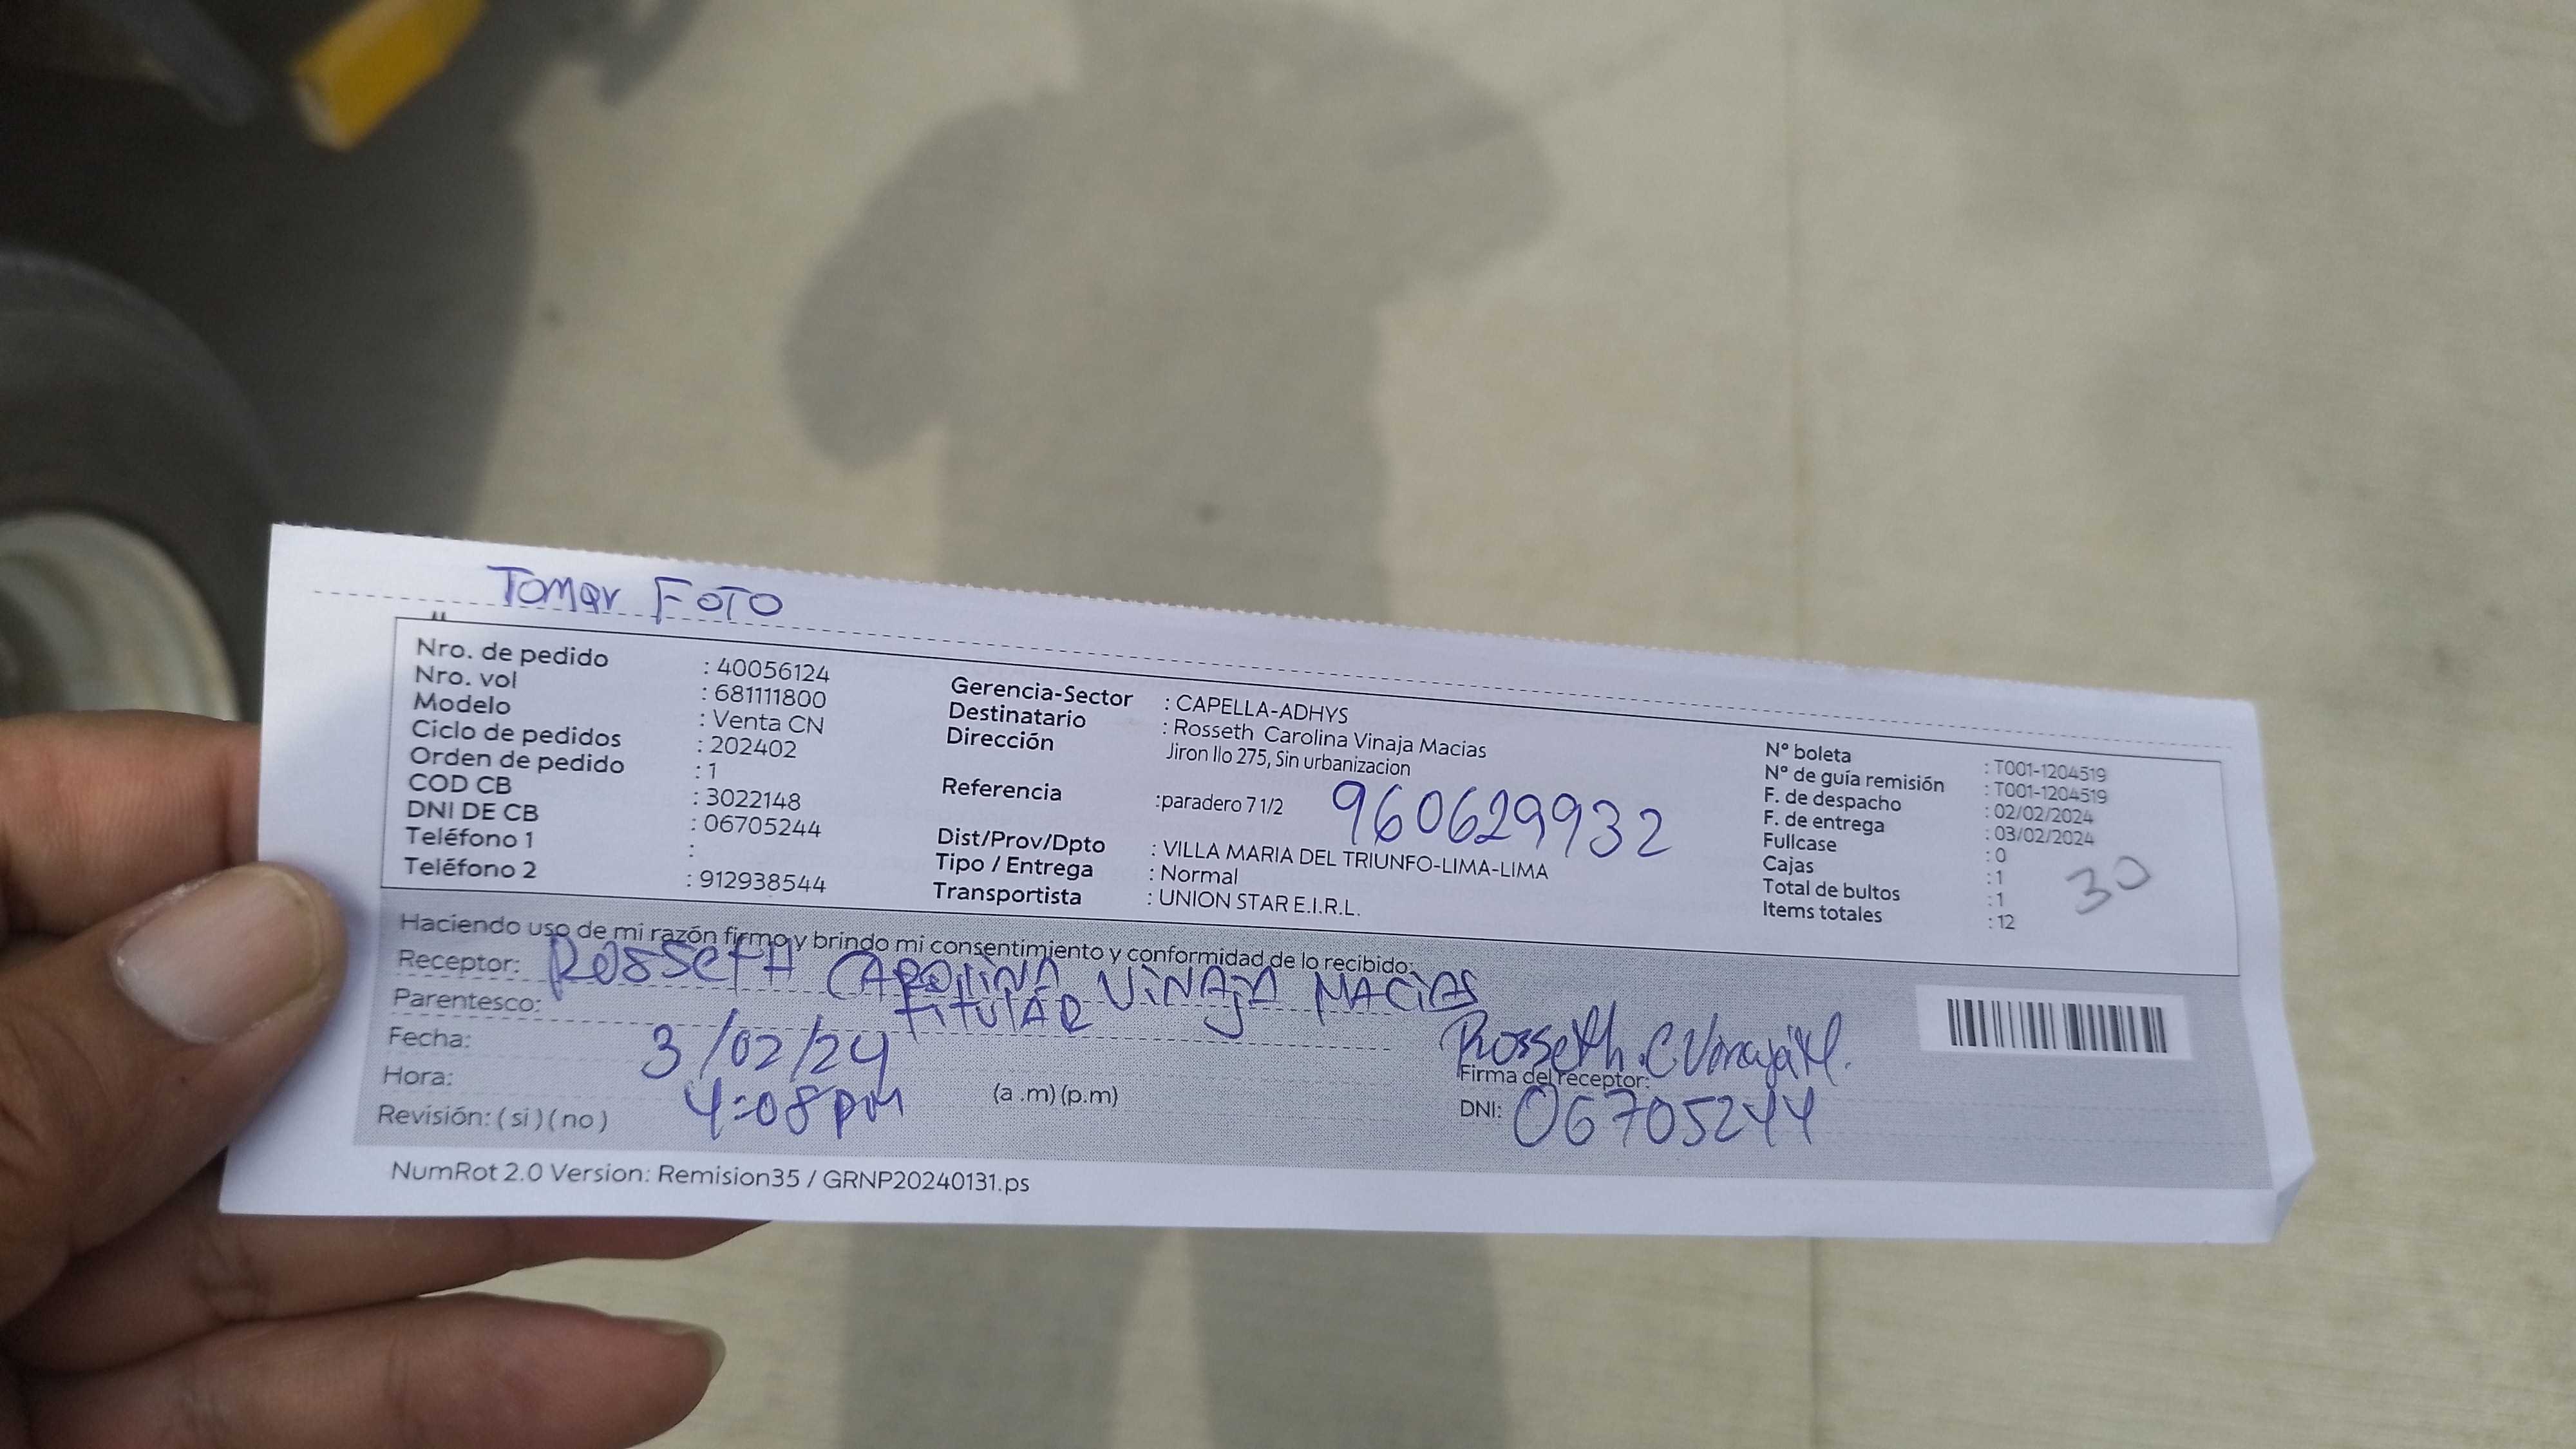 Tomar FOTO
Nro. de pedido : 40056124
Nro. vol : 681111800
Modelo : Venta CN
Ciclo de pedidos : 202402
Orden de pedido : 1
COD CB : 3022148
DNI DE CB : 06705244
Teléfono 1 :
Teléfono 2 : 912938544
Gerencia-Sector : CAPELLA-ADHYS
Destinatario : Rosseth Carolina Vinaja Macias
Dirección Jiron Ilo 275, Sin urbanizacion
Referencia :paradero 7 1/2 960629932
Dist/Prov/Dpto : VILLA MARIA DEL TRIUNFO-LIMA-LIMA
Tipo / Entrega : Normal
Transportista : UNION STAR E.I.R.L.
N° boleta : T001-1204519
N° de guía remisión : T001-1204519
F. de despacho : 02/02/2024
F. de entrega : 03/02/2024
Fullcase : 0
Cajas : 1
Total de bultos : 1
Items totales : 12
30
Haciendo uso de mi razón firmo y brindo mi consentimiento y conformidad de lo recibido:
Receptor: ROSSETH CAROLINA VINAJA MACIAS
Parentesco: TITULAR
Fecha: 3/02/24
Hora: 4:08 pm (a .m) (p.m)
Revisión: ( si ) ( no )
Rosseth.C Vinaja M.
Firma del receptor:
DNI: 06705244
NumRot 2.0 Version: Remision35 / GRNP20240131.ps